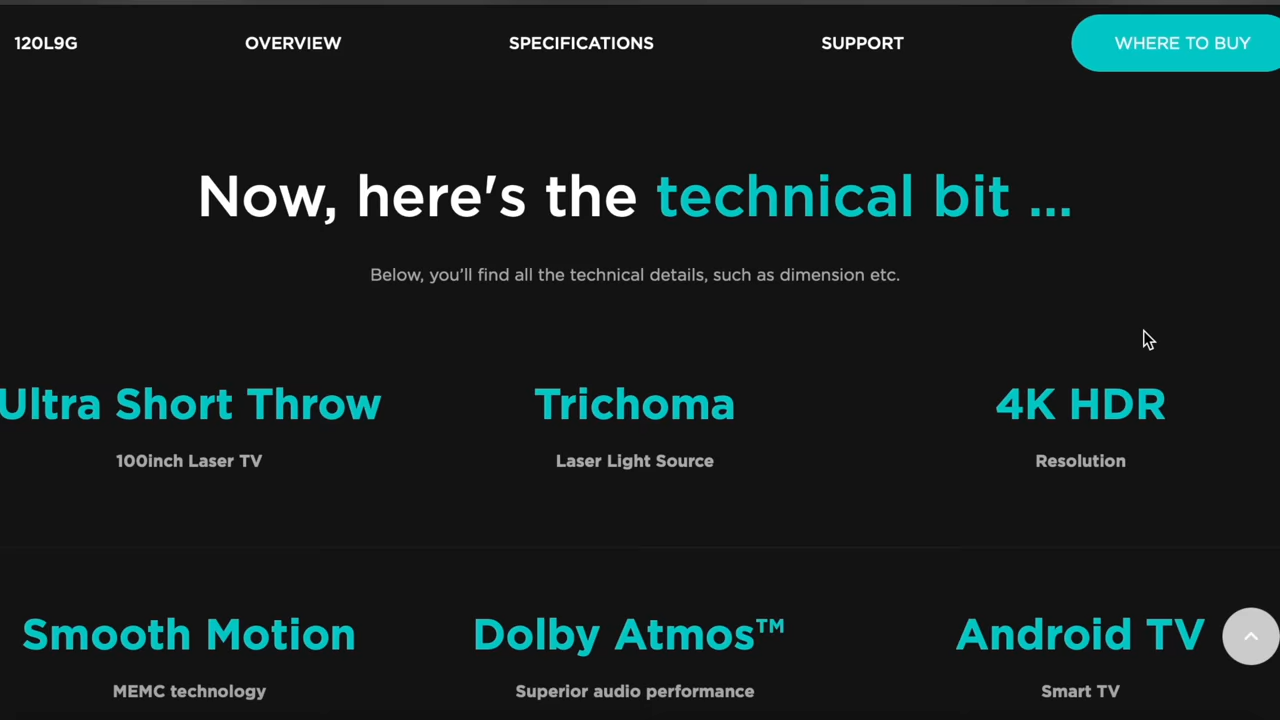 120L9G
OVERVIEW
SPECIFICATIONS
SUPPORT
WHERE TO BUY
Now, here's the technical bit ...
Below, you’ll find all the technical details, such as dimension etc.
Ultra Short Throw
100inch Laser TV
Trichoma
Laser Light Source
4K HDR
Resolution
Smooth Motion
MEMC technology
Dolby Atmos™
Superior audio performance
Android TV
Smart TV